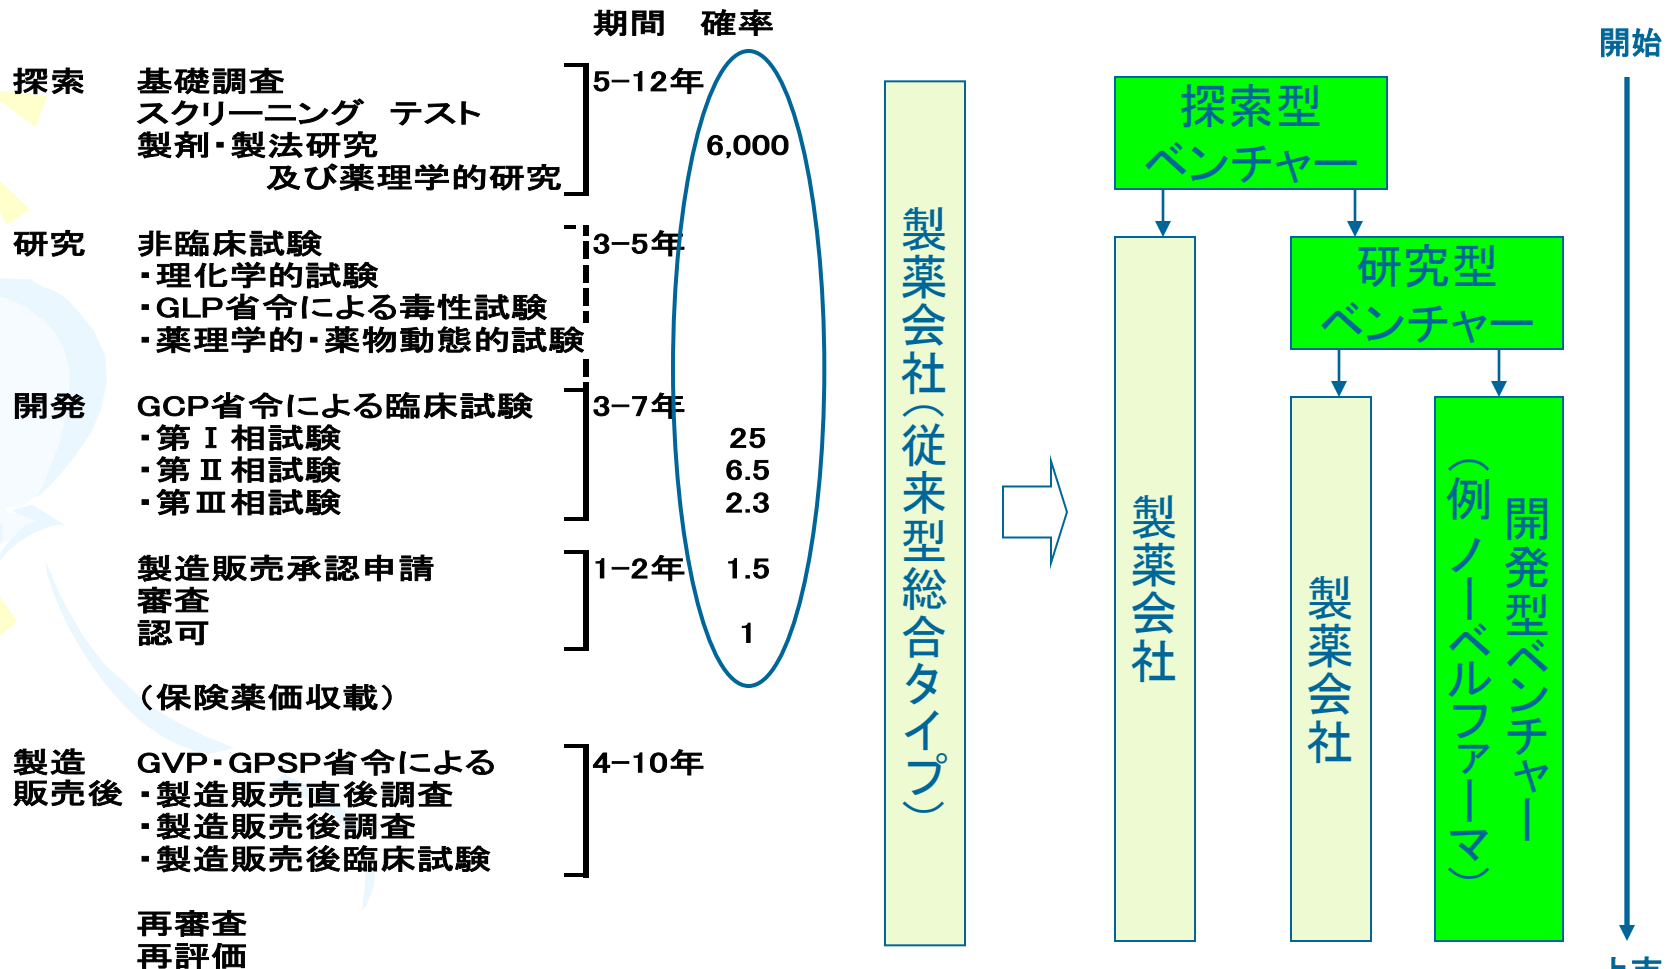 期間　確率
開始
探索　基礎調査　5−12年
スクリーニング　テスト
製剤・製法研究　6,000
及び薬理学的研究
研究　非臨床試験　3−5年
・理化学的試験
・GLP省令による毒性試験
・薬理学的・薬物動態的試験
開発　GCP省令による臨床試験　3−7年
・第Ⅰ相試験　25
・第Ⅱ相試験　6.5
・第Ⅲ相試験　2.3
製造販売承認申請　1−2年　1.5
審査
認可　1
（保険薬価収載）
製造　GVP・GPSP省令による　4−10年
販売後　・製造販売直後調査
・製造販売後調査
・製造販売後臨床試験
再審査
再評価
製薬会社（従来型総合タイプ）
探索型
ベンチャー
製薬会社
研究型
ベンチャー
製薬会社
開発型ベンチャー
（例 ノーベルファーマ）